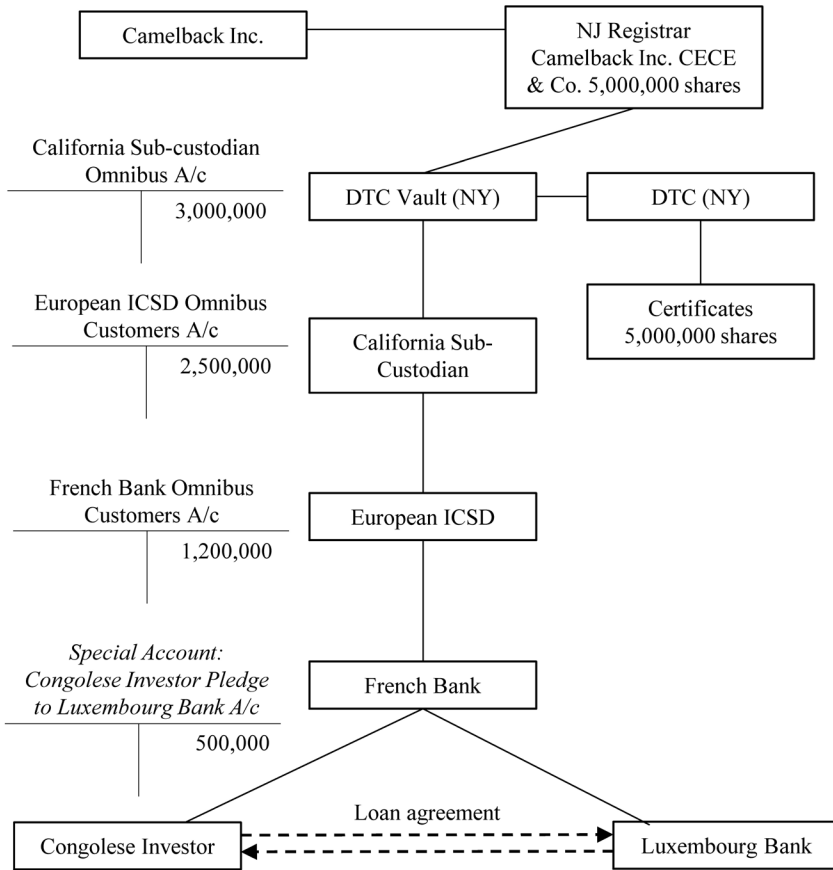 Camelback Inc.
NJ Registrar
Camelback Inc. CECE
& Co. 5,000,000 shares
California Sub-custodian
Omnibus A/c
3,000,000
DTC Vault (NY)
DTC (NY)
European ICSD Omnibus
Customers A/c
2,500,000
California Sub-
Custodian
Certificates
5,000,000 shares
French Bank Omnibus
Customers A/c
1,200,000
European ICSD
Special Account:
Congolese Investor Pledge
to Luxembourg Bank A/c
500,000
French Bank
Loan agreement
Congolese Investor
Luxembourg Bank